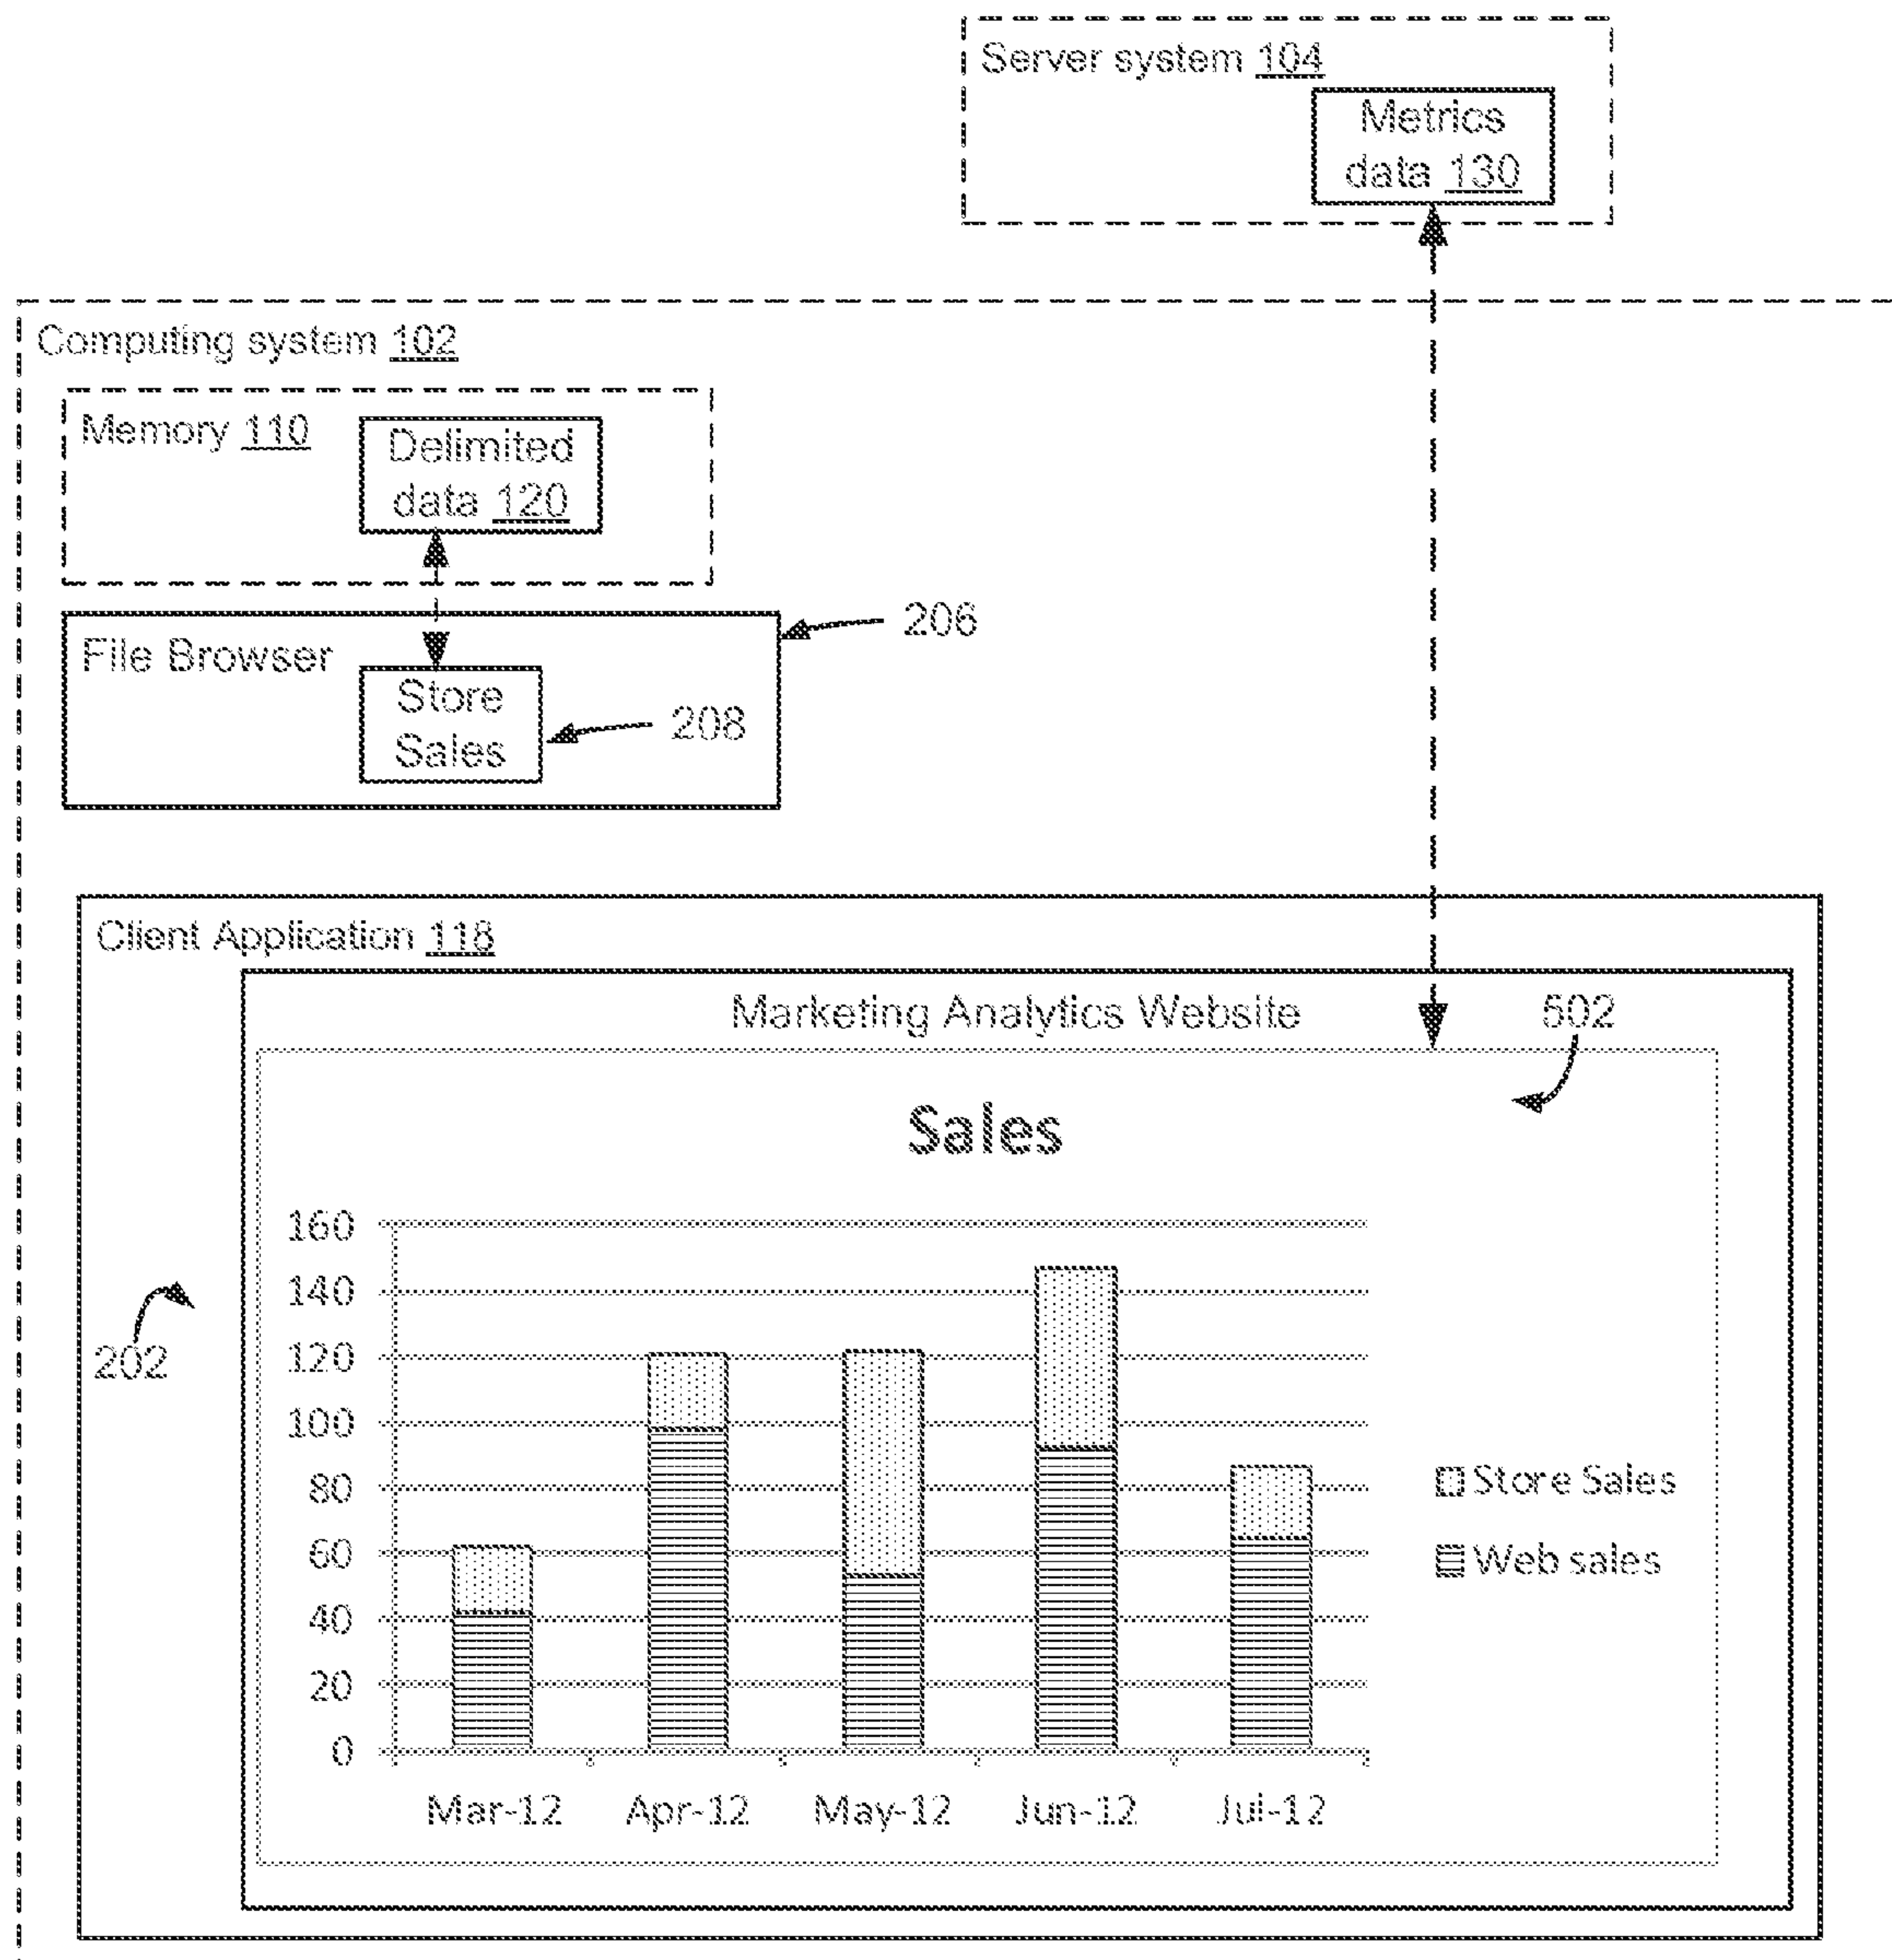 Server system 104
Metrics
data 130
Computing system 102
Memory 110
Delimited
data 120
206
File Browser
Store
Sales
208
Client Application 118
Marketing Analytics Website
502
Sales
160
140
120
100
80
60
40
20
0
202
Store Sales
Web sales
Mar-12 Apr-12 May-12 Jun-12 Jul-12